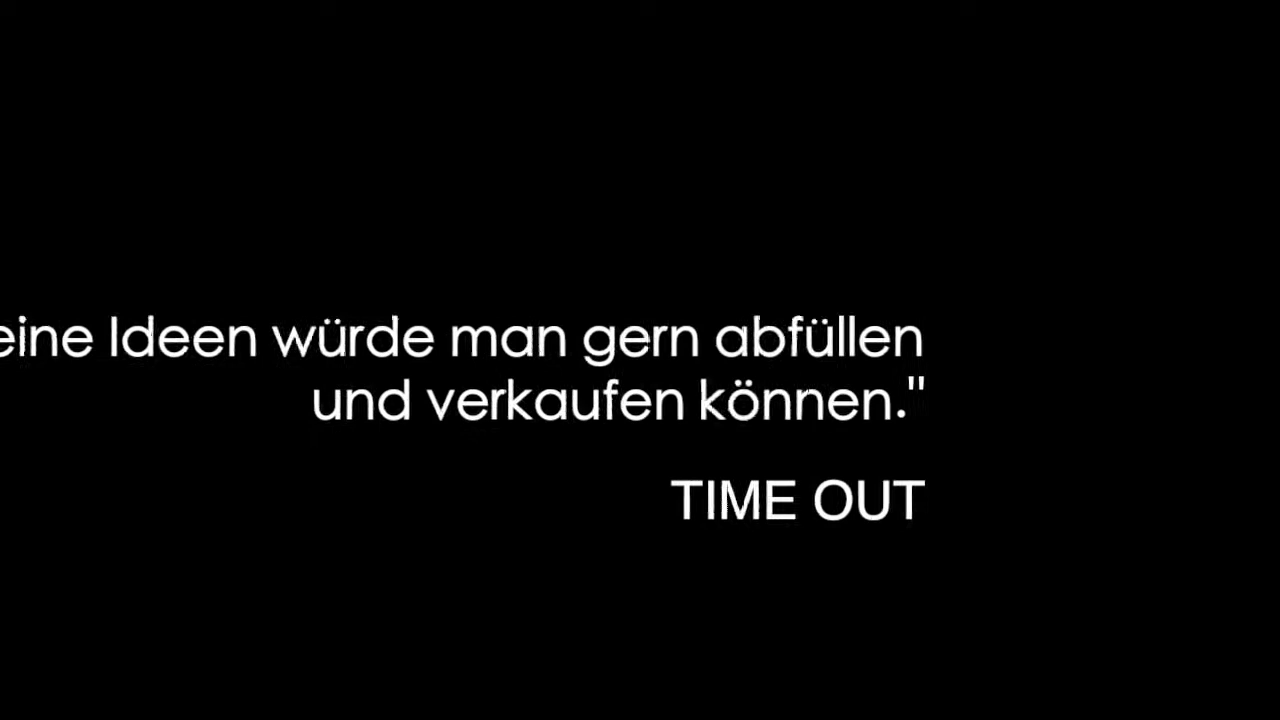 eine Ideen würde man gern abfüllen
und verkaufen können."
TIME OUT